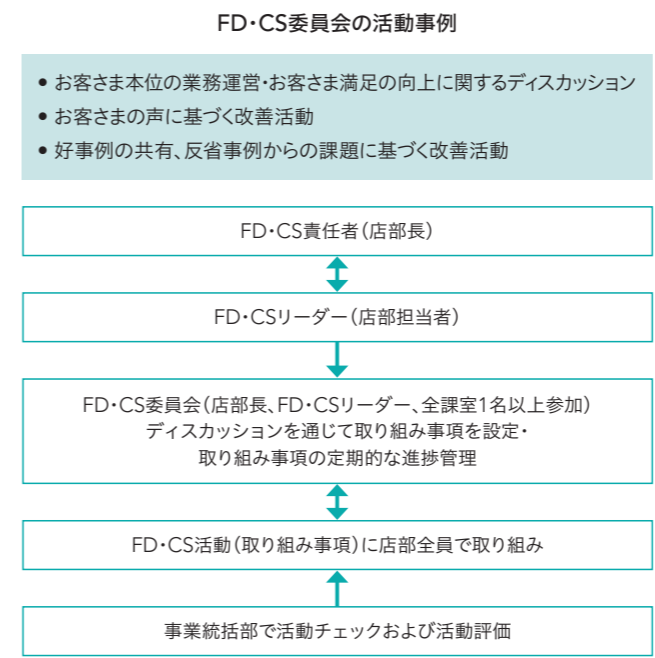 FD・CS委員会の活動事例
● お客さま本位の業務運営・お客さま満足の向上に関するディスカッション
● お客さまの声に基づく改善活動
● 好事例の共有、反省事例からの課題に基づく改善活動
FD・CS責任者（店部長）
FD・CSリーダー（店部担当者）
FD・CS委員会（店部長、FD・CSリーダー、全課室1名以上参加）
ディスカッションを通じて取り組み事項を設定・
取り組み事項の定期的な進捗管理
FD・CS活動（取り組み事項）に店部全員で取り組み
事業統括部で活動チェックおよび活動評価